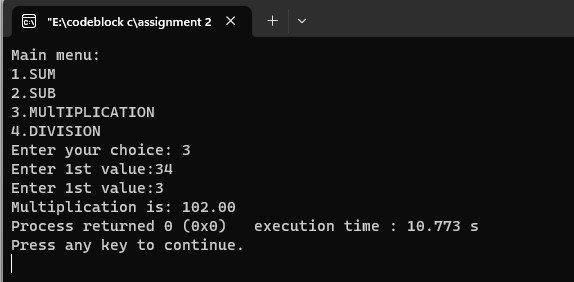 "E:\codeblock c\assignment 2
Main menu:
1.SUM
2.SUB
3.MUlTIPLICATION
4.DIVISION
Enter your choice: 3
Enter 1st value:34
Enter 1st value:3
Multiplication is: 102.00
Process returned 0 (0x0)   execution time : 10.773 s
Press any key to continue.